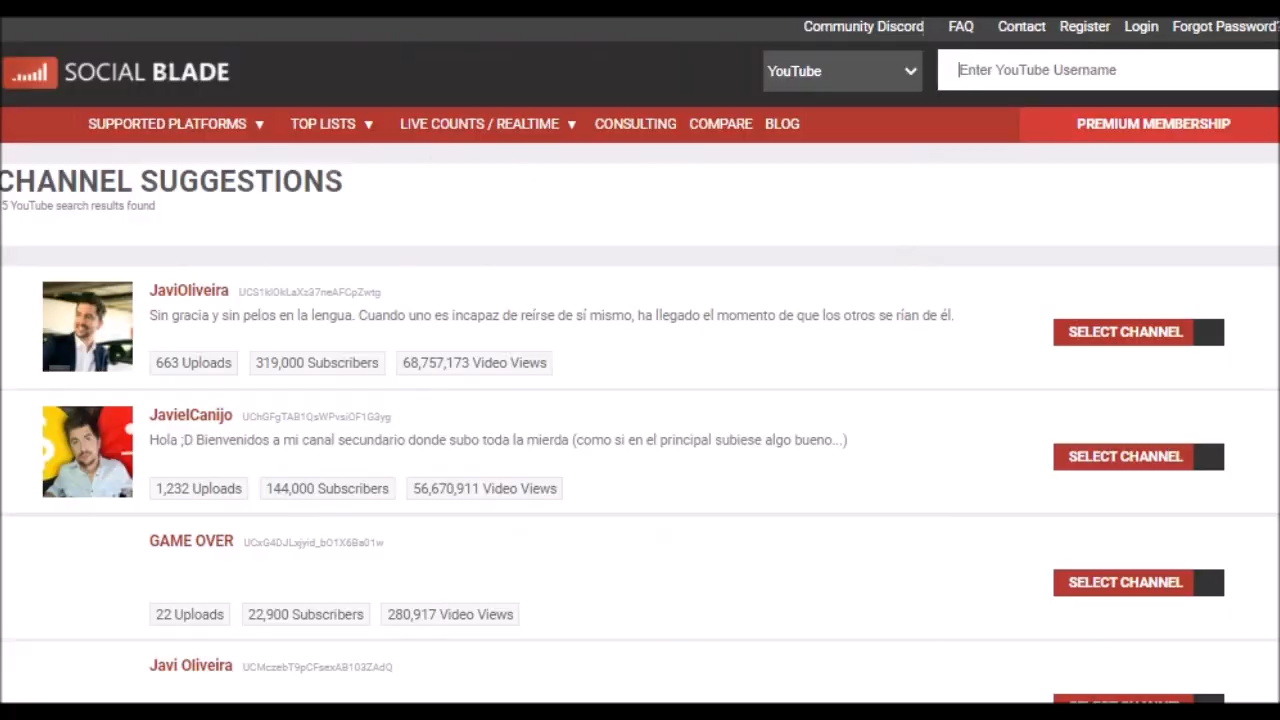 Community Discord FAQ Contact Register Login Forgot Password?
SOCIAL BLADE YouTube Enter YouTube Username
SUPPORTED PLATFORMS ▼ TOP LISTS ▼ LIVE COUNTS / REALTIME ▼ CONSULTING COMPARE BLOG PREMIUM MEMBERSHIP
CHANNEL SUGGESTIONS
5 YouTube search results found
JaviOliveira
Sin gracia y sin pelos en la lengua. Cuando uno es incapaz de reírse de sí mismo, ha llegado el momento de que los otros se rían de él.
SELECT CHANNEL
663 Uploads 319,000 Subscribers 68,757,173 Video Views
JavielCanijo
Hola ;D Bienvenidos a mi canal secundario donde subo toda la mierda (como si en el principal subiese algo bueno...)
SELECT CHANNEL
1,232 Uploads 144,000 Subscribers 56,670,911 Video Views
GAME OVER
SELECT CHANNEL
22 Uploads 22,900 Subscribers 280,917 Video Views
Javi Oliveira
SELECT CHANNEL